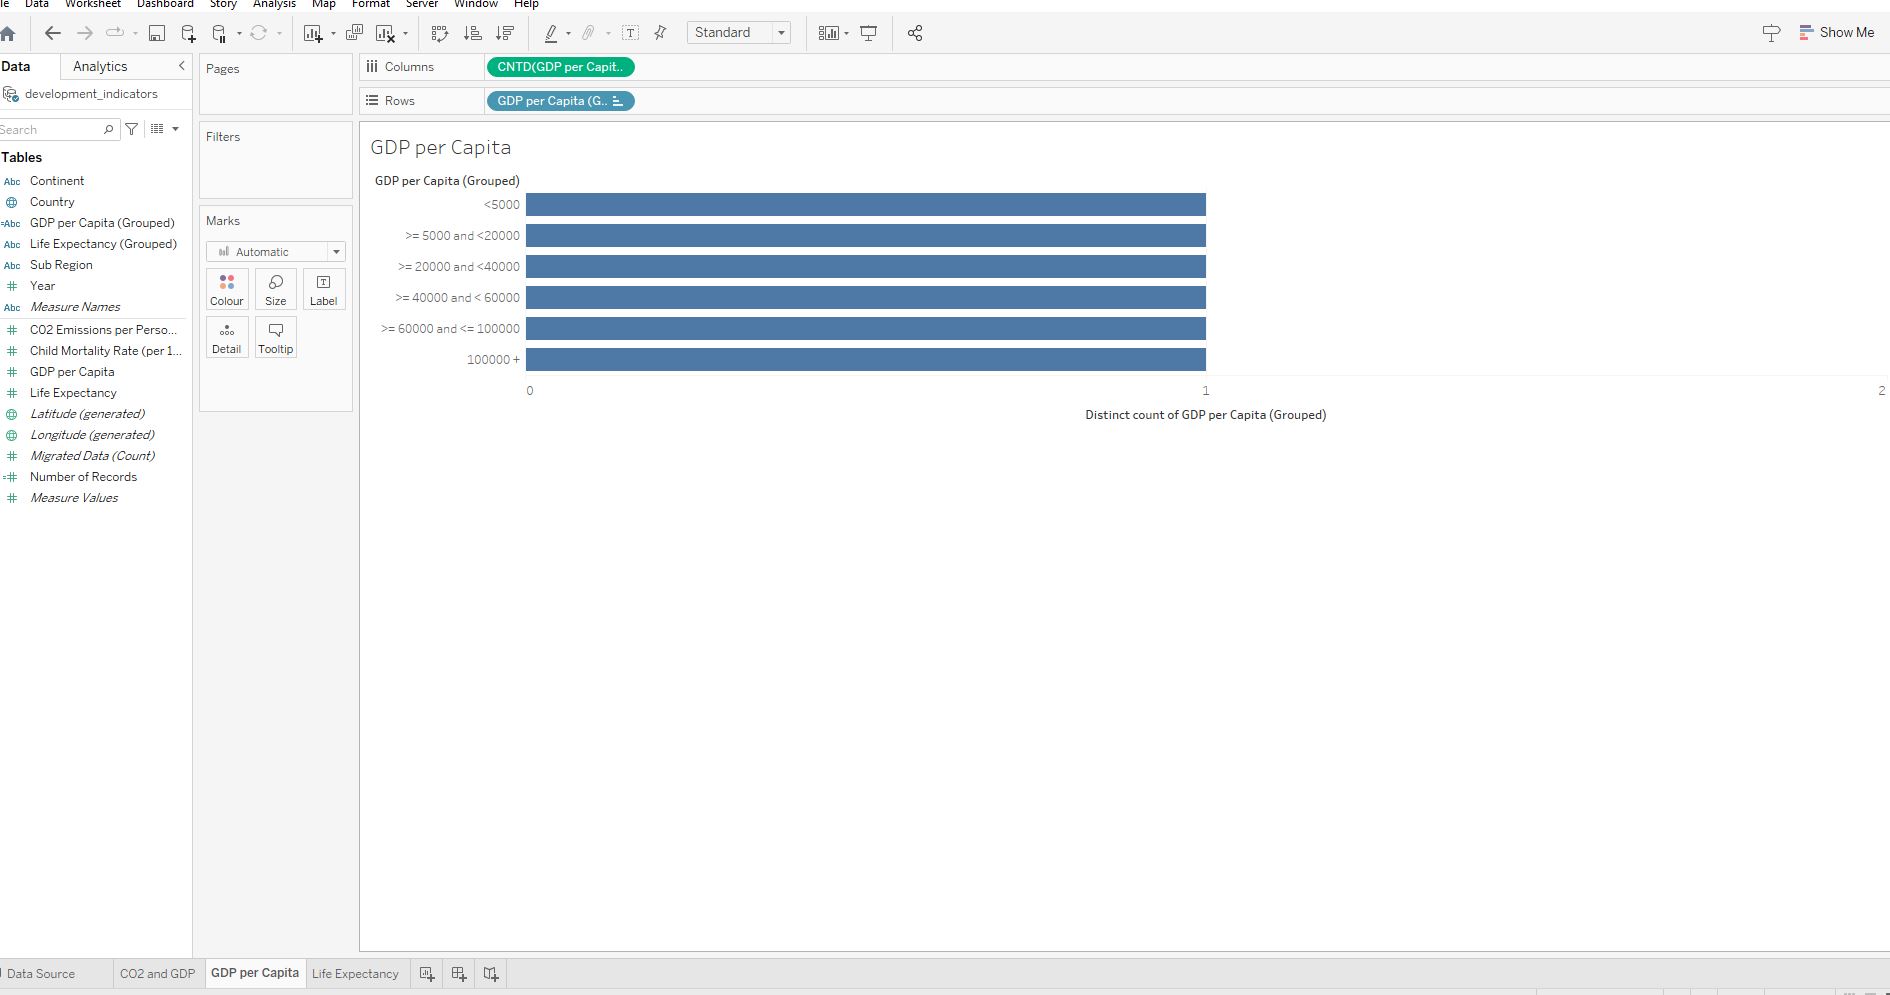 le Data Worksheet Dashboard Story Analysis Map Format Server Window Help
Standard
Show Me
Data Analytics
development_indicators
Search
Tables
Abc Continent
Country
=Abc GDP per Capita (Grouped)
Abc Life Expectancy (Grouped)
Abc Sub Region
# Year
Abc Measure Names
# CO2 Emissions per Perso...
# Child Mortality Rate (per 1...
# GDP per Capita
# Life Expectancy
Latitude (generated)
Longitude (generated)
# Migrated Data (Count)
=# Number of Records
# Measure Values
Pages
Filters
Marks
Automatic
Colour Size Label
Detail Tooltip
Columns CNTD(GDP per Capit..
Rows GDP per Capita (G..
GDP per Capita
GDP per Capita (Grouped)
<5000
>= 5000 and <20000
>= 20000 and <40000
>= 40000 and < 60000
>= 60000 and <= 100000
100000 +
0 1 2
Distinct count of GDP per Capita (Grouped)
Data Source CO2 and GDP GDP per Capita Life Expectancy